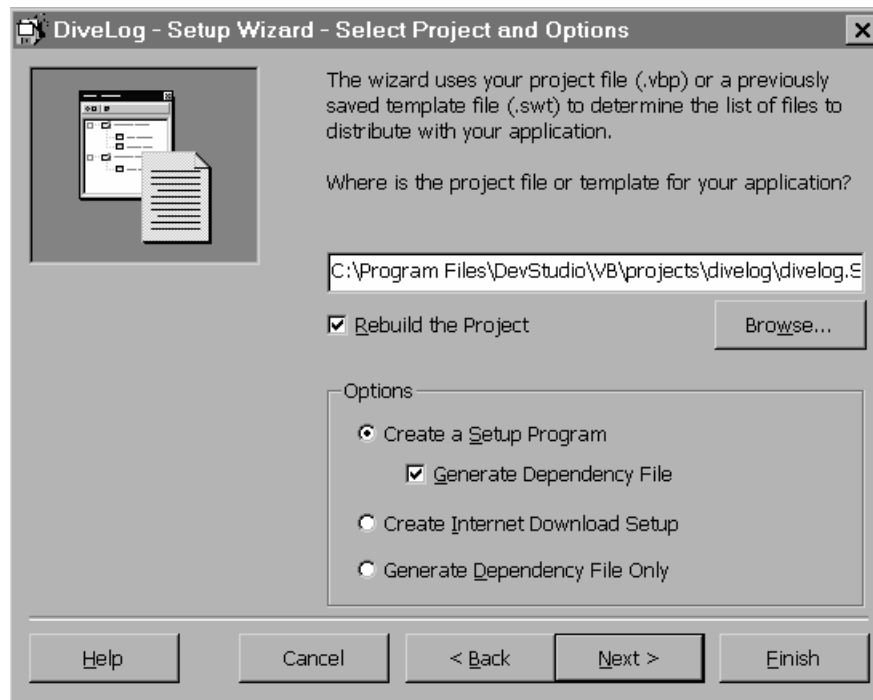 DiveLog - Setup Wizard - Select Project and Options
The wizard uses your project file (.vbp) or a previously
saved template file (.swt) to determine the list of files to
distribute with your application.
Where is the project file or template for your application?
C:\Program Files\DevStudio\VB\projects\divelog\divelog.S
Rebuild the Project
Browse...
Options
Create a Setup Program
Generate Dependency File
Create Internet Download Setup
Generate Dependency File Only
Help
Cancel
< Back
Next >
Finish